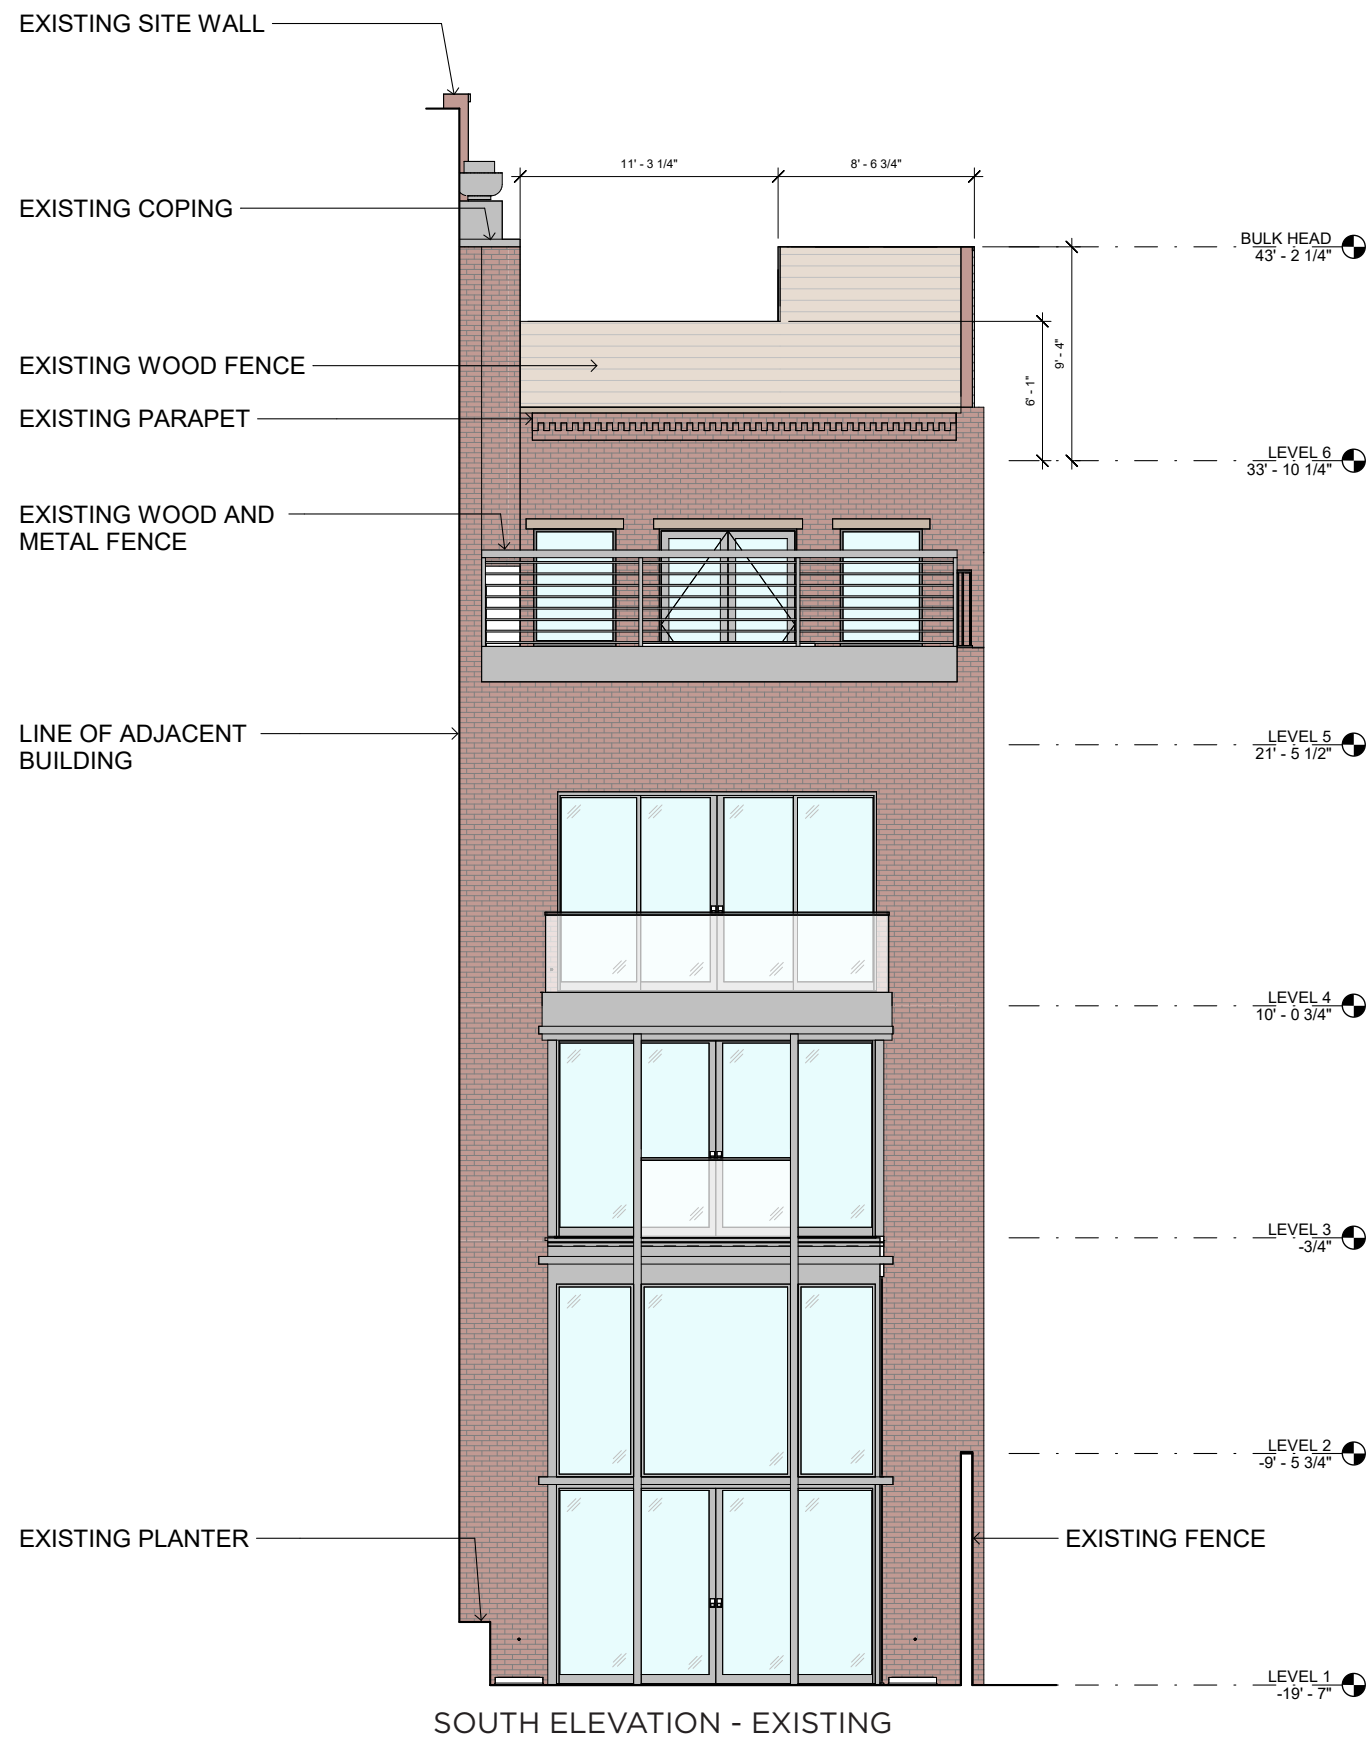 EXISTING SITE WALL
11' - 3 1/4"
8' - 6 3/4"
EXISTING COPING
BULK HEAD
43' - 2 1/4"
EXISTING WOOD FENCE
9' - 4"
6' - 1"
EXISTING PARAPET
LEVEL 6
33' - 10 1/4"
EXISTING WOOD AND
METAL FENCE
LINE OF ADJACENT
BUILDING
LEVEL 5
21' - 5 1/2"
LEVEL 4
10' - 0 3/4"
LEVEL 3
-3/4"
LEVEL 2
-9' - 5 3/4"
EXISTING PLANTER
EXISTING FENCE
LEVEL 1
-19' - 7"
SOUTH ELEVATION - EXISTING